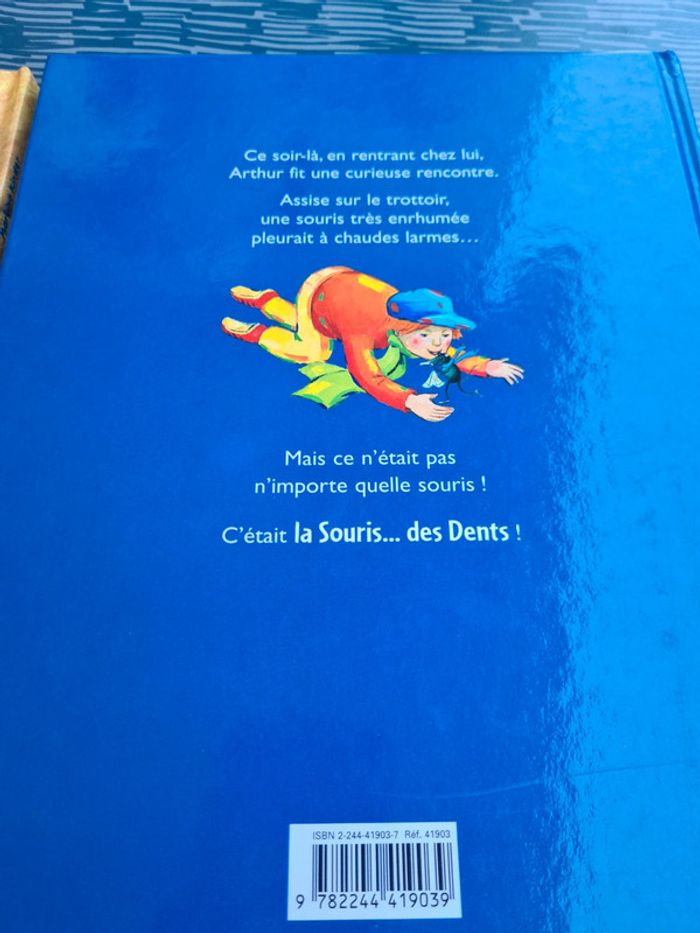 Ce soir-là, en rentrant chez lui,
Arthur fit une curieuse rencontre.
Assise sur le trottoir,
une souris très enrhumée
pleurait à chaudes larmes...
Mais ce n'était pas
n'importe quelle souris !
C'était la Souris... des Dents !
ISBN 2-244-41903-7 Réf. 41903
9 782244 419039